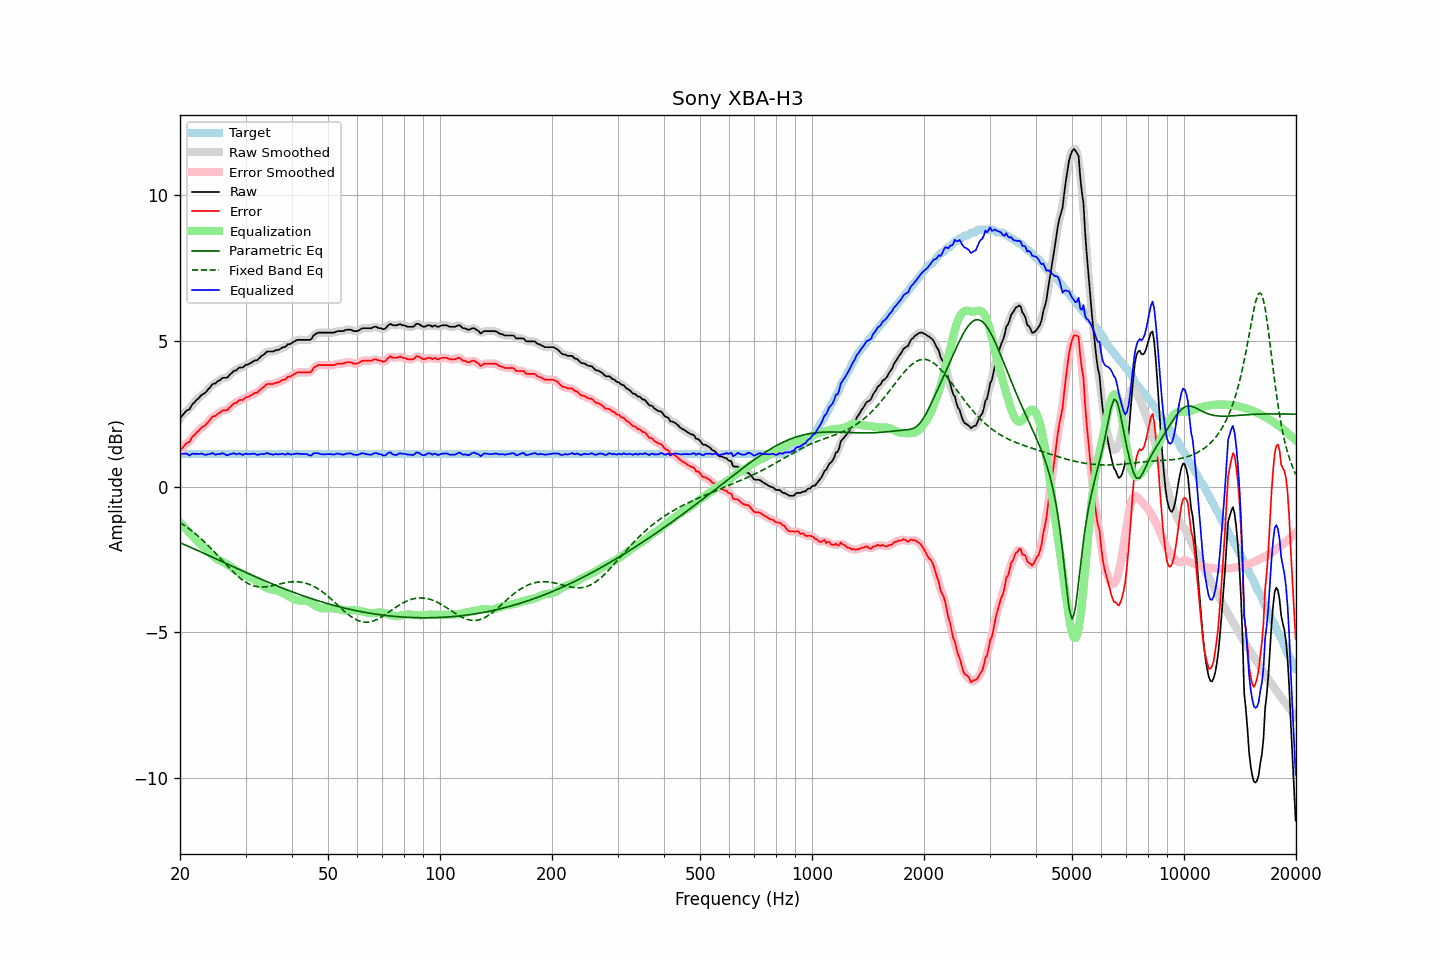 Sony XBA-H3
Target
Raw Smoothed
Error Smoothed
Raw
Error
Equalization
Parametric Eq
Fixed Band Eq
Equalized
Amplitude (dBr)
10
5
0
−5
−10
20 50 100 200 500 1000 2000 5000 10000 20000
Frequency (Hz)